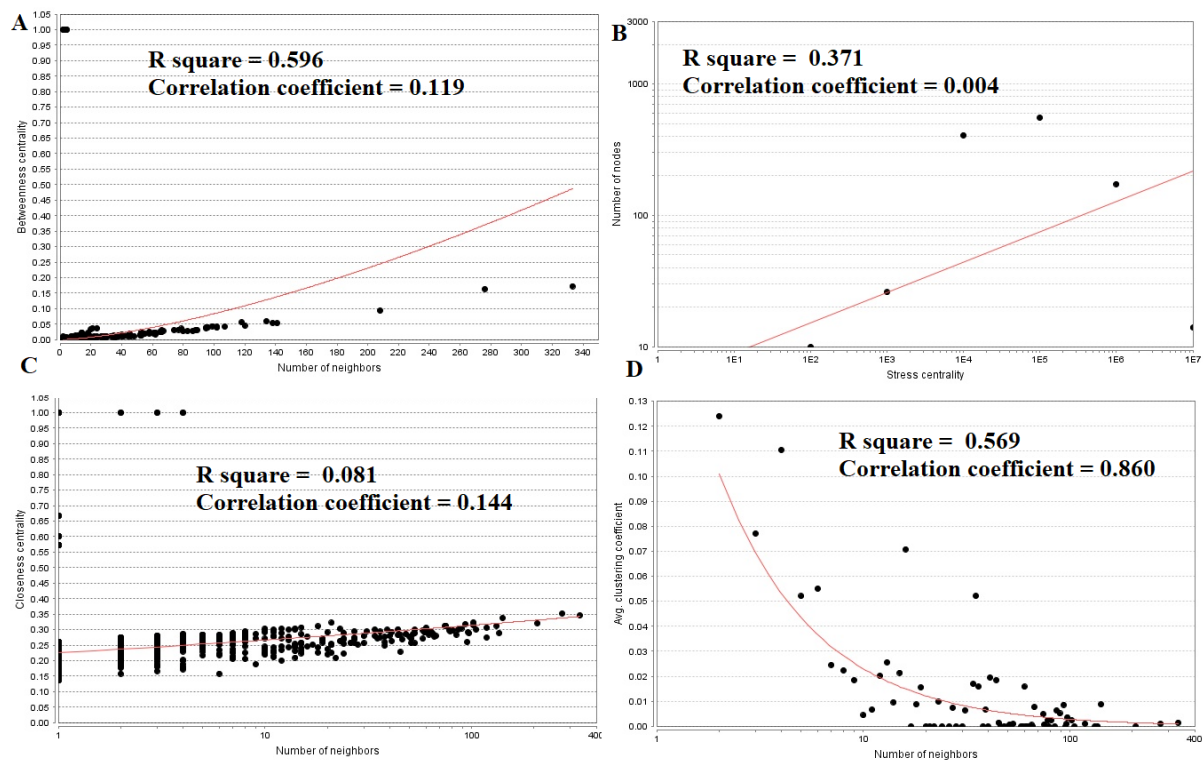 A
R square = 0.596
Correlation coefficient = 0.119
Betweenness centrality
1.05
1.00
0.95
0.90
0.85
0.80
0.75
0.70
0.65
0.60
0.55
0.50
0.45
0.40
0.35
0.30
0.25
0.20
0.15
0.10
0.05
0.00
0 20 40 60 80 100 120 140 160 180 200 220 240 260 280 300 320 340
Number of neighbors
B
R square = 0.371
Correlation coefficient = 0.004
Number of nodes
3000
1000
100
10
1 1E1 1E2 1E3 1E4 1E5 1E6 1E7
Stress centrality
C
R square = 0.081
Correlation coefficient = 0.144
Closeness centrality
1.05
1.00
0.95
0.90
0.85
0.80
0.75
0.70
0.65
0.60
0.55
0.50
0.45
0.40
0.35
0.30
0.25
0.20
0.15
0.10
0.05
0.00
1 10 100 400
Number of neighbors
D
R square = 0.569
Correlation coefficient = 0.860
Avg. clustering coefficient
0.13
0.12
0.11
0.10
0.09
0.08
0.07
0.06
0.05
0.04
0.03
0.02
0.01
0.00
1 10 100 400
Number of neighbors